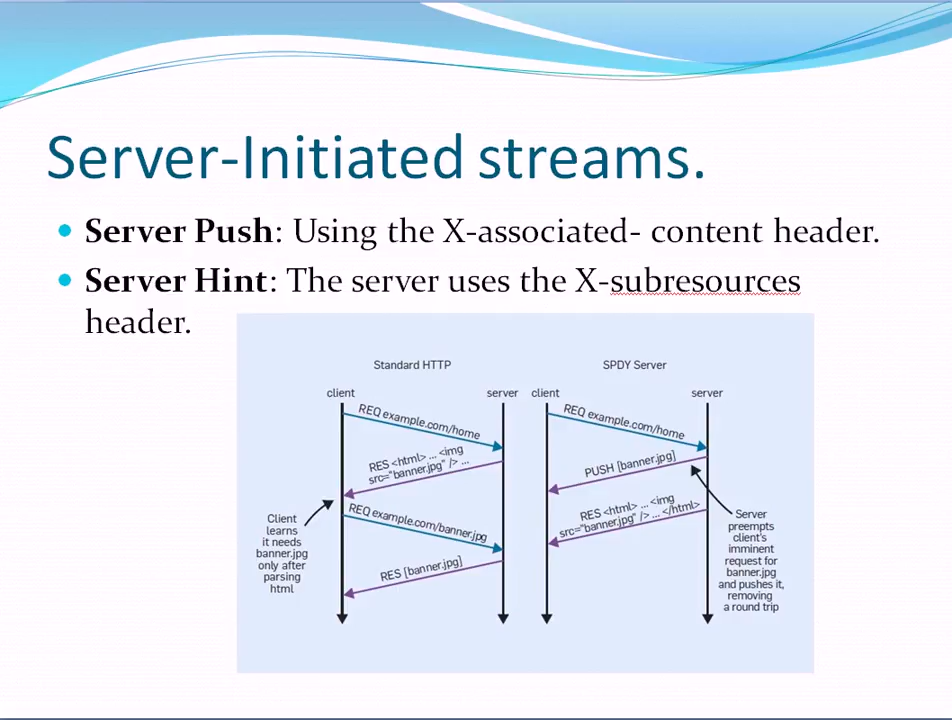 Server-Initiated streams.
• Server Push: Using the X-associated- content header.
• Server Hint: The server uses the X-subresources
header.
Standard HTTP
client
server
REQ example.com/home
RES <html> ... <img
src="banner.jpg" /> ...
Client
learns
it needs
banner.jpg
only after
parsing
html
REQ example.com/banner.jpg
RES [banner.jpg]
SPDY Server
client
server
REQ example.com/home
PUSH [banner.jpg]
RES <html> ... <img
src="banner.jpg" /> ... </html>
Server
preempts
client's
imminent
request for
banner.jpg
and pushes it,
removing
a round trip